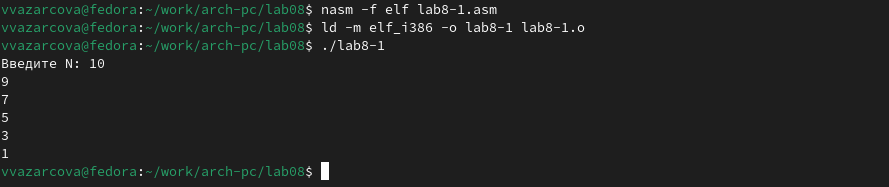 vvazarcova@fedora:~/work/arch-pc/lab08$ nasm -f elf lab8-1.asm
vvazarcova@fedora:~/work/arch-pc/lab08$ ld -m elf_i386 -o lab8-1 lab8-1.o
vvazarcova@fedora:~/work/arch-pc/lab08$ ./lab8-1
Введите N: 10
9
7
5
3
1
vvazarcova@fedora:~/work/arch-pc/lab08$